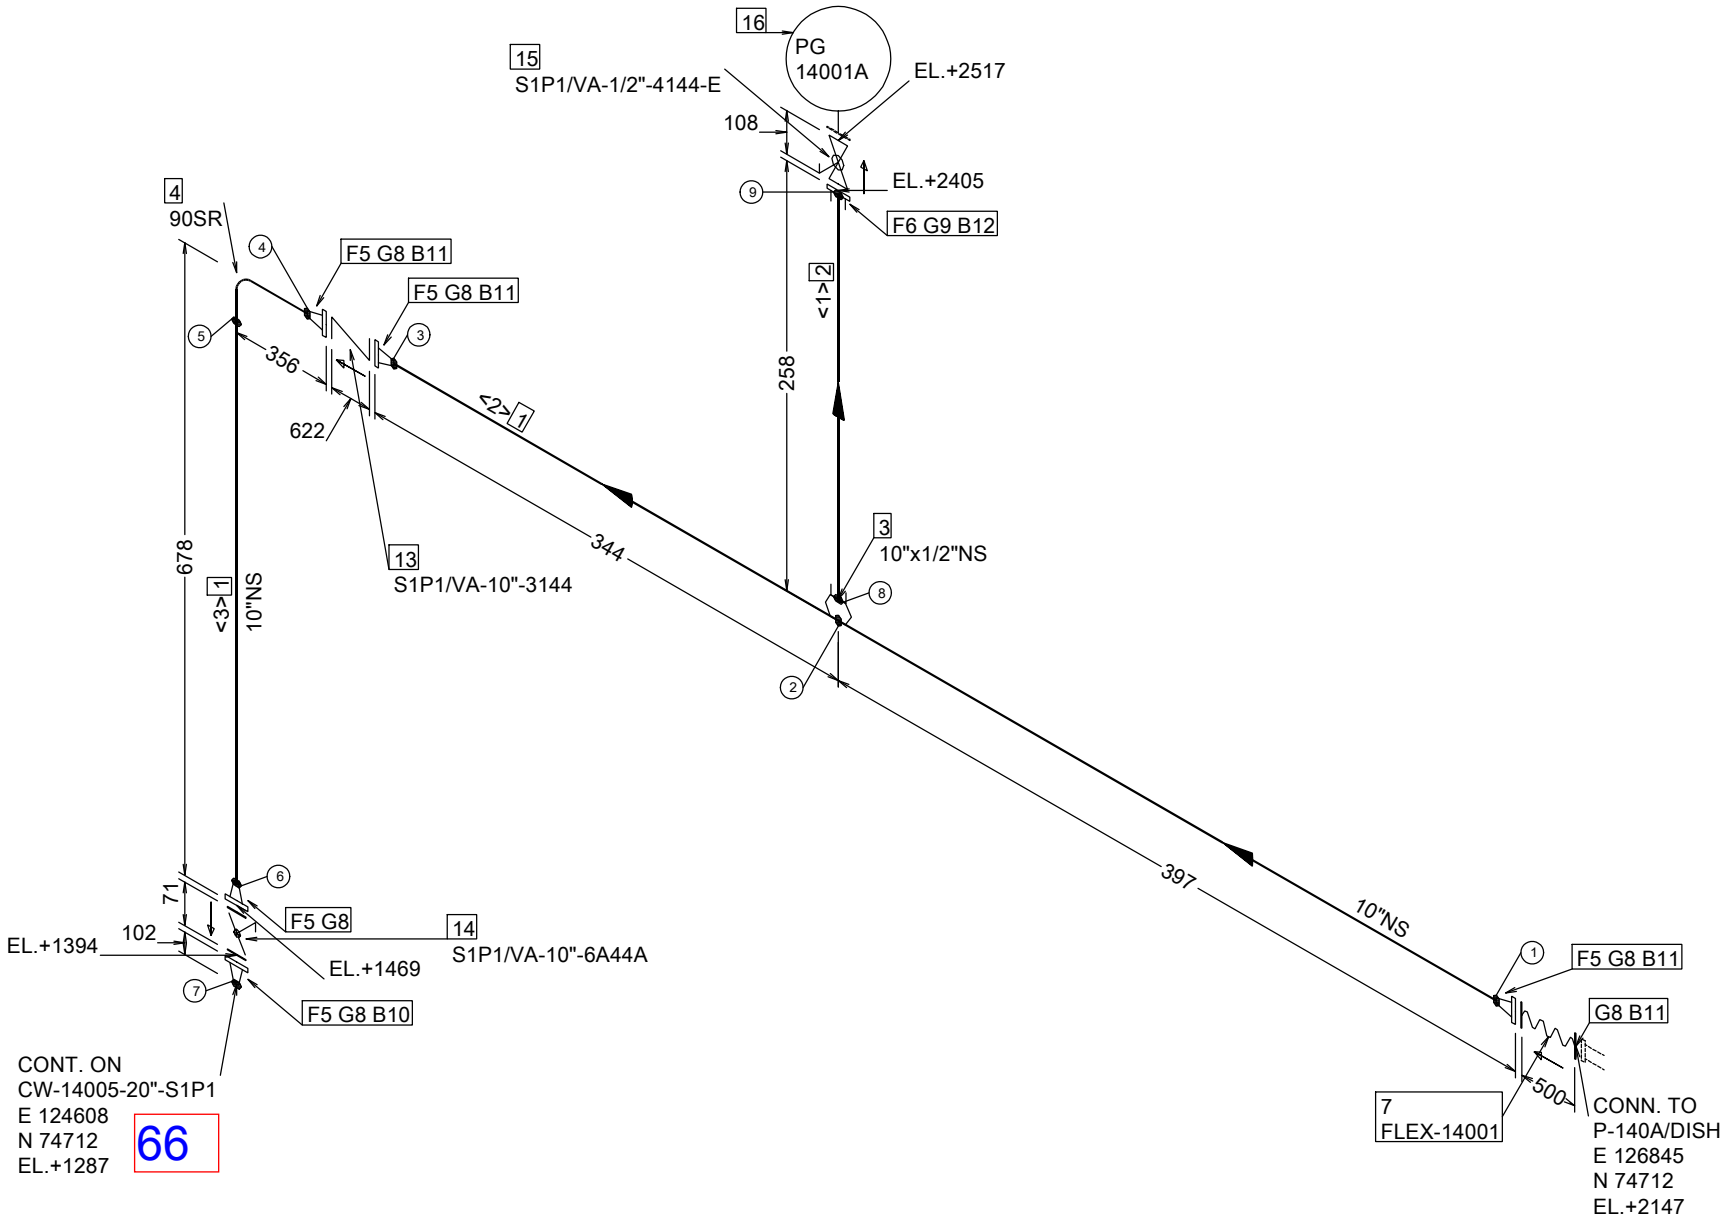 16
PG
14001A
15
S1P1/VA-1/2"-4144-E
EL.+2517
108
9
EL.+2405
F6 G9 B12
4
90SR
4
F5 G8 B11
F5 G8 B11
3
5
356
622
<2> 1
<1> 2
258
678
<3> 1
10"NS
13
S1P1/VA-10"-3144
344
3
10"x1/2"NS
8
2
397
10"NS
6
71
F5 G8
14
S1P1/VA-10"-6A44A
102
EL.+1394
EL.+1469
7
F5 G8 B10
1
F5 G8 B11
G8 B11
500
7
FLEX-14001
CONT. ON
CW-14005-20"-S1P1
E 124608
N 74712
EL.+1287
66
CONN. TO
P-140A/DISH
E 126845
N 74712
EL.+2147